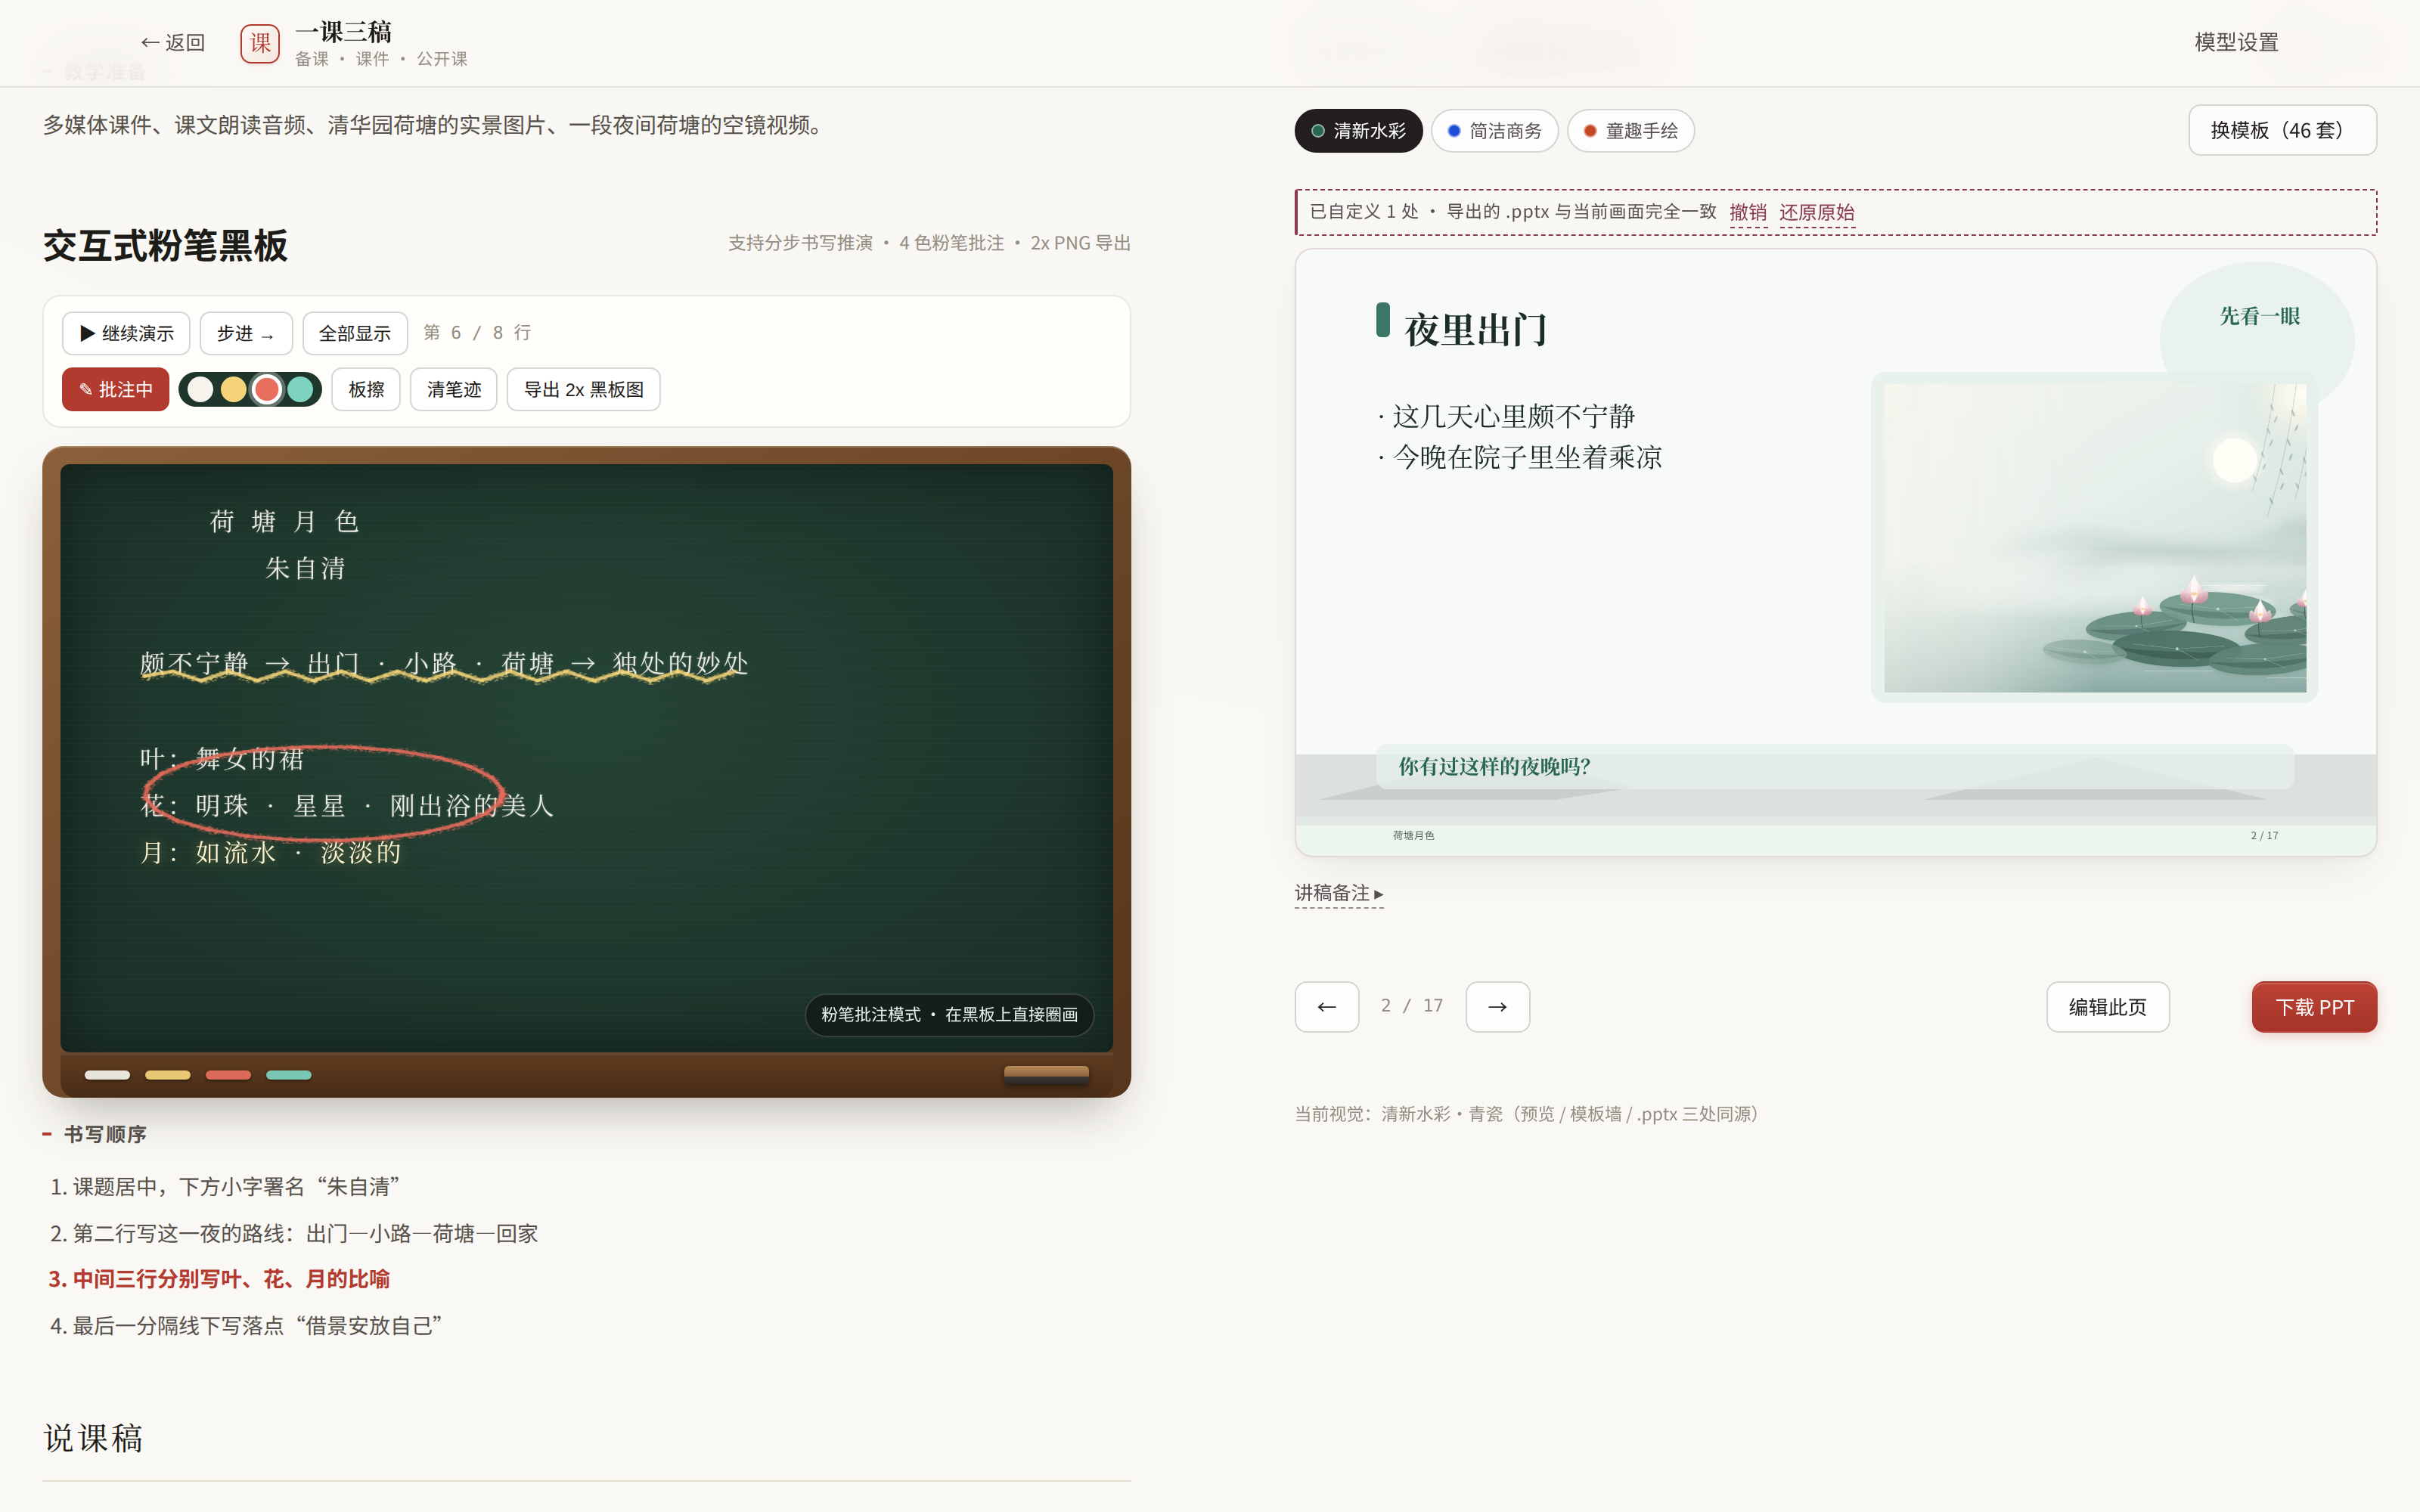 ← 返回
课
一课三稿
备课 · 课件 · 公开课
模型设置
教学准备
多媒体课件、课文朗读音频、清华园荷塘的实景图片、一段夜间荷塘的空镜视频。
交互式粉笔黑板
支持分步书写推演 · 4 色粉笔批注 · 2x PNG 导出
▶ 继续演示
步进 →
全部显示
第 6 / 8 行
✎ 批注中
板擦
清笔迹
导出 2x 黑板图
荷 塘 月 色
朱自清
颇不宁静 → 出门 · 小路 · 荷塘 → 独处的妙处
叶：舞女的裙
花：明珠 · 星星 · 刚出浴的美人
月：如流水 · 淡淡的
粉笔批注模式 · 在黑板上直接圈画
书写顺序
1. 课题居中，下方小字署名“朱自清”
2. 第二行写这一夜的路线：出门—小路—荷塘—回家
3. 中间三行分别写叶、花、月的比喻
4. 最后一分隔线下写落点“借景安放自己”
说课稿
清新水彩
简洁商务
童趣手绘
换模板（46 套）
已自定义 1 处 · 导出的 .pptx 与当前画面完全一致 撤销 还原原始
夜里出门
先看一眼
· 这几天心里颇不宁静
· 今晚在院子里坐着乘凉
你有过这样的夜晚吗？
荷塘月色
2 / 17
讲稿备注 ▸
←
2 / 17
→
编辑此页
下载 PPT
当前视觉：清新水彩 · 青瓷（预览 / 模板墙 / .pptx 三处同源）